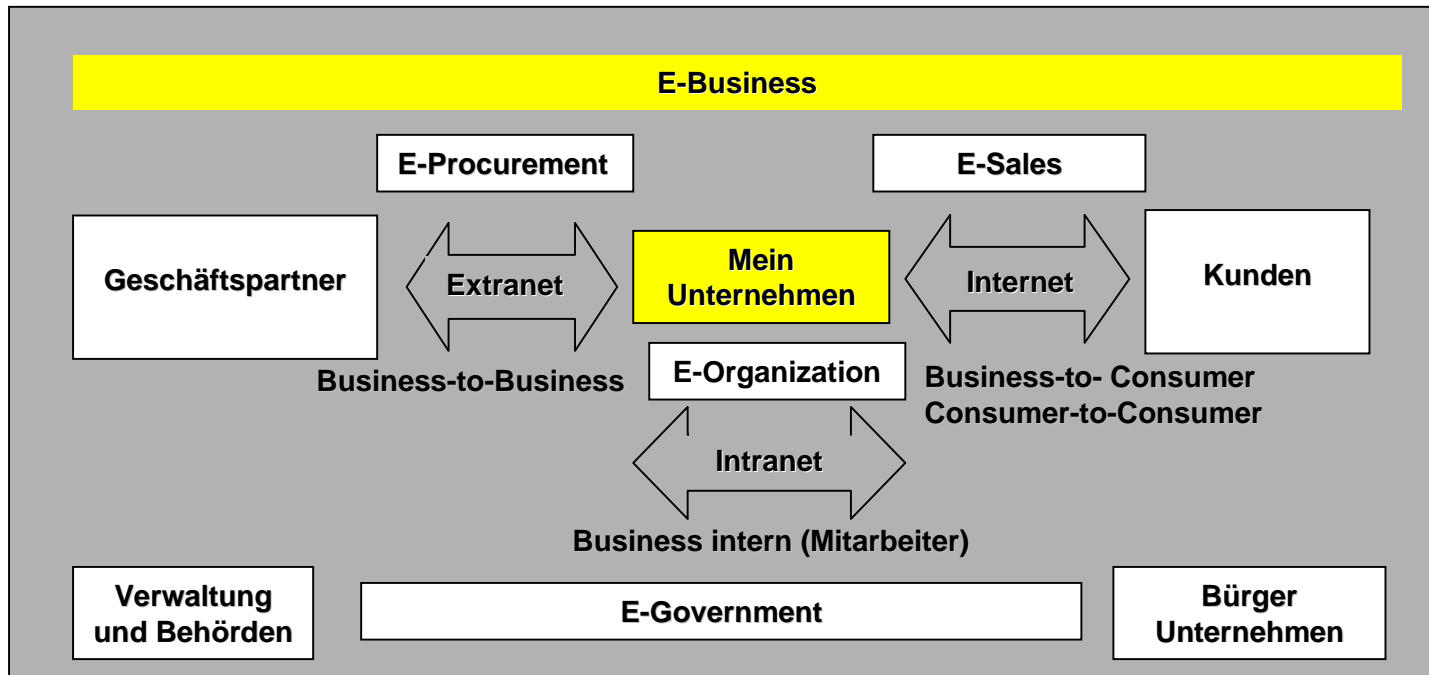 E-Business
E-Procurement
E-Sales
Geschäftspartner
Extranet
Mein
Unternehmen
Internet
Kunden
Business-to-Business
E-Organization
Business-to- Consumer
Consumer-to-Consumer
Intranet
Business intern (Mitarbeiter)
Verwaltung
und Behörden
E-Government
Bürger
Unternehmen